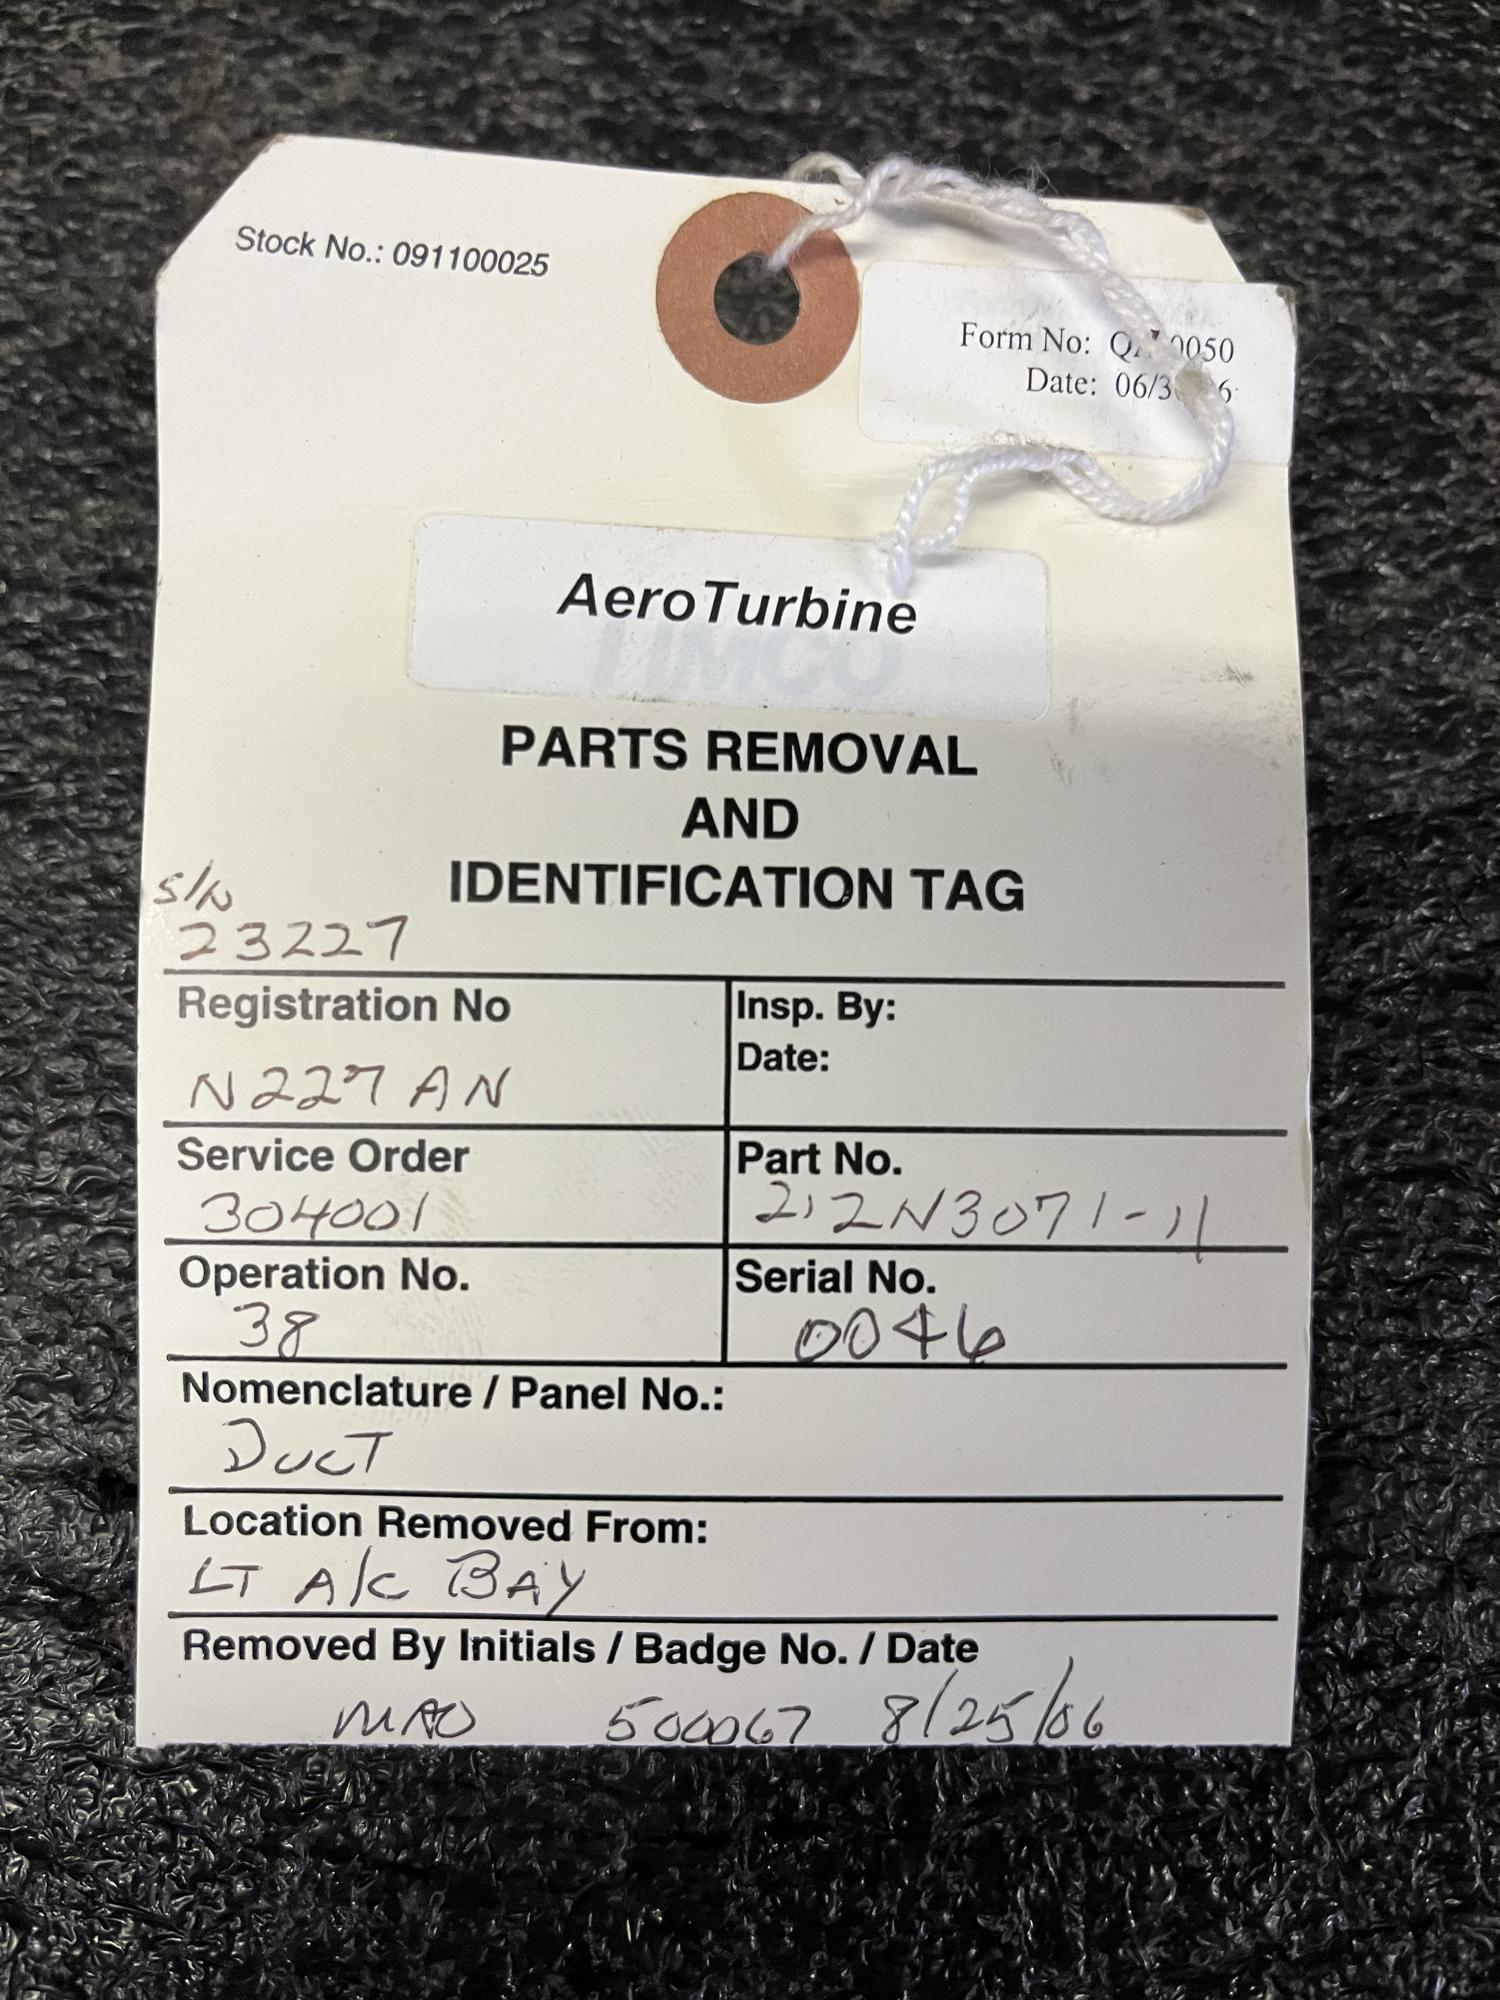 Stock No.: 091100025
Form No:
Date:
AeroTurbine
TIMCO
PARTS REMOVAL
AND
IDENTIFICATION TAG
S/N
23227
Registration No
N227AN
Insp. By:
Date:
Service Order
304001
Part No.
212N3071-11
Operation No.
38
Serial No.
0046
Nomenclature / Panel No.:
DUCT
Location Removed From:
LT A/C BAY
Removed By Initials / Badge No. / Date
MAO 500067 8/25/06